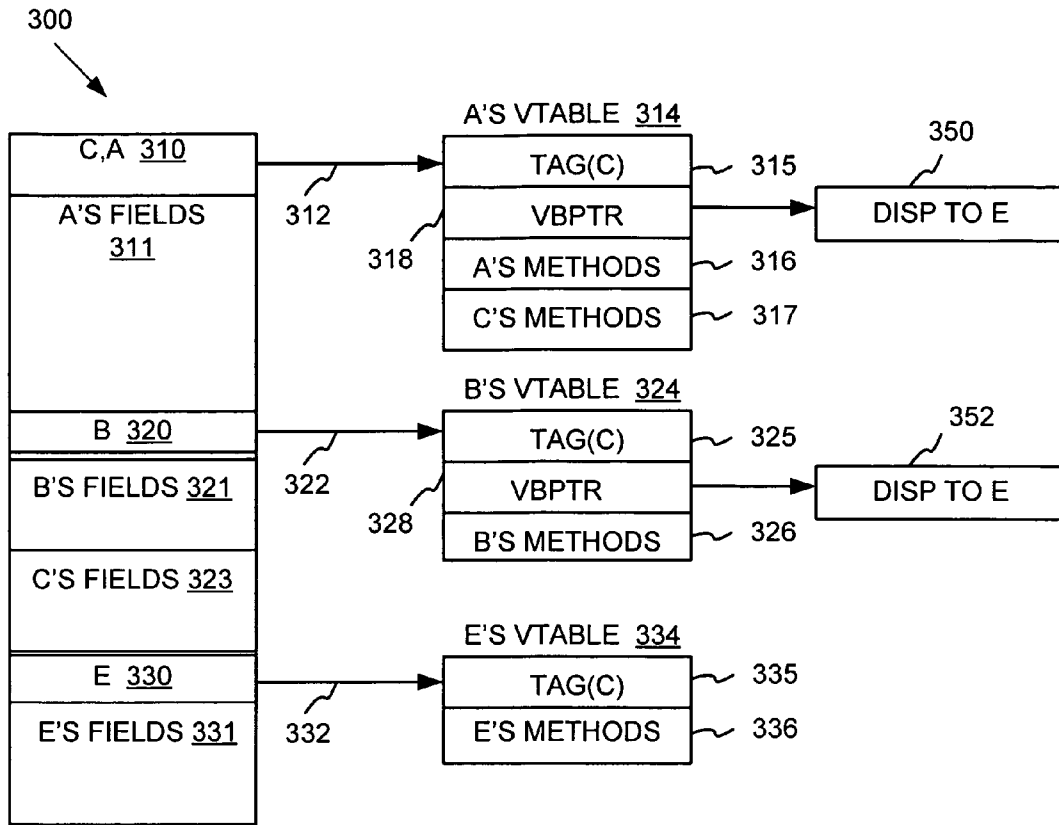 300
C,A 310
A'S FIELDS
311
B 320
B'S FIELDS 321
C'S FIELDS 323
E 330
E'S FIELDS 331
312
322
332
A'S VTABLE 314
TAG(C) 315
VBPTR
318
A'S METHODS 316
C'S METHODS 317
350
DISP TO E
B'S VTABLE 324
TAG(C) 325
VBPTR
328
B'S METHODS 326
352
DISP TO E
E'S VTABLE 334
TAG(C) 335
E'S METHODS 336